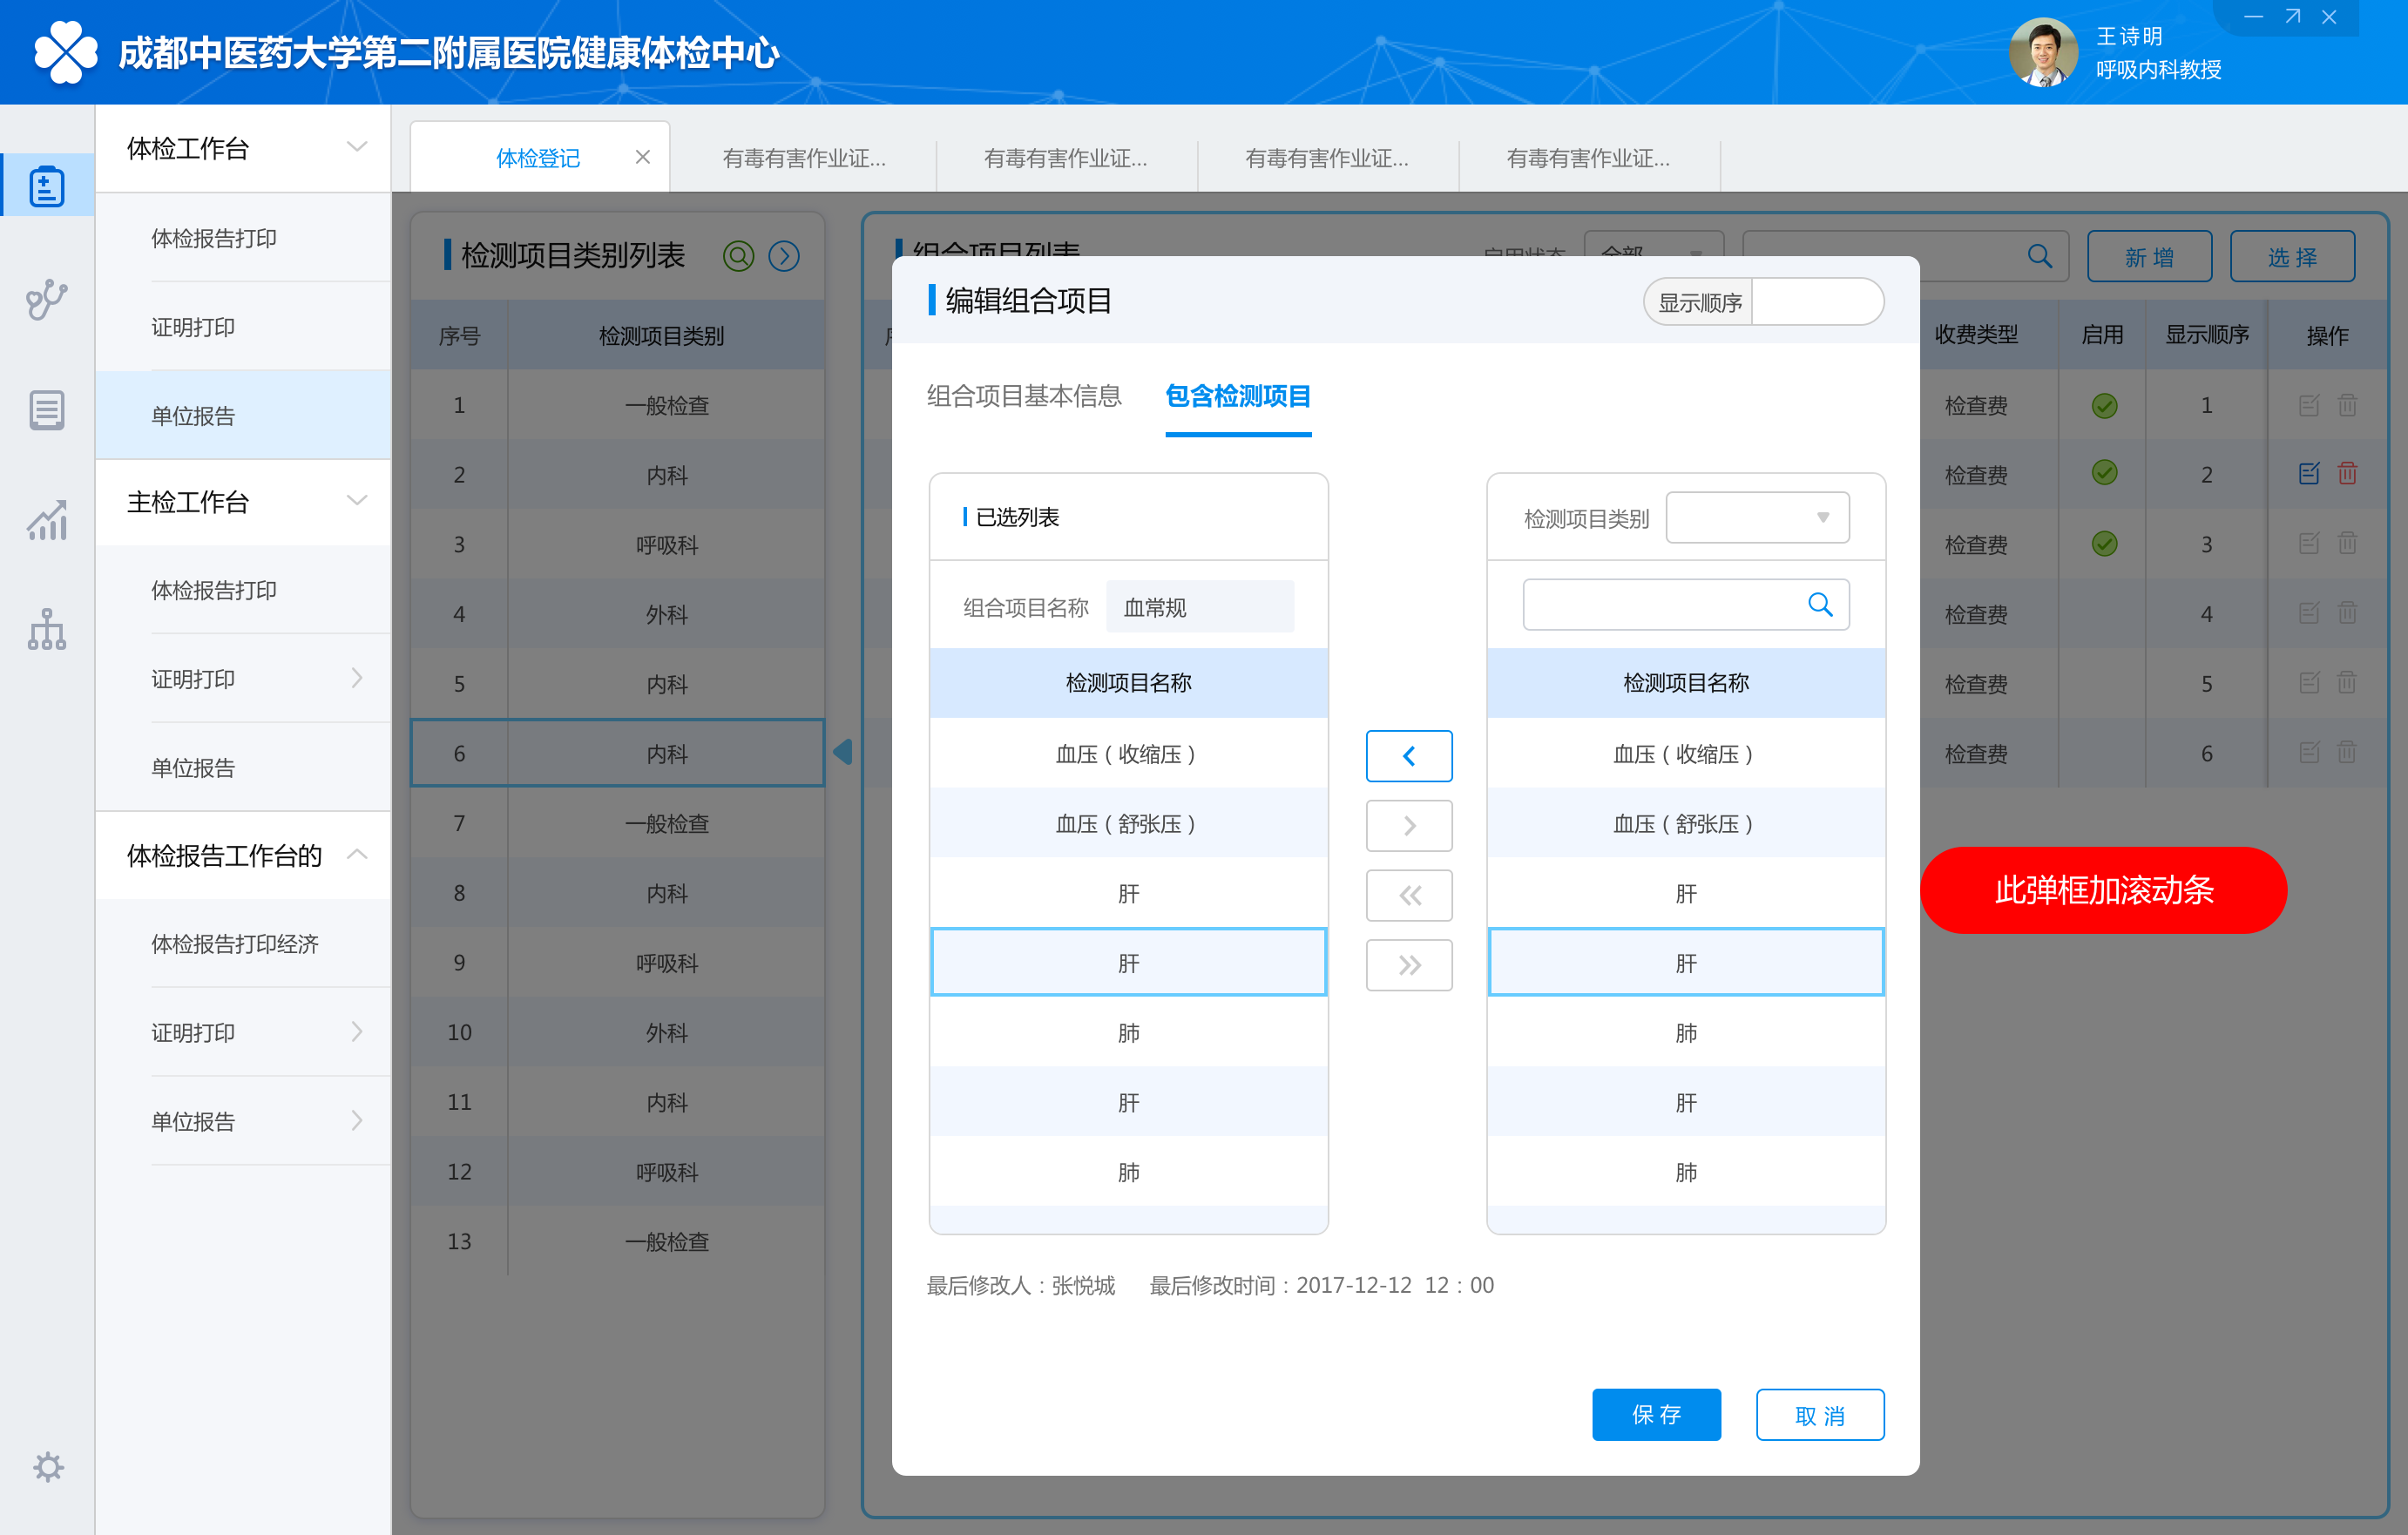 成都中医药大学第二附属医院健康体检中心
王诗明
呼吸内科教授
体检工作台
体检报告打印
证明打印
单位报告
主检工作台
体检报告打印
证明打印
单位报告
体检报告工作台的
体检报告打印经济
证明打印
单位报告
体检登记
有毒有害作业证...
有毒有害作业证...
有毒有害作业证...
有毒有害作业证...
检测项目类别列表
序号 检测项目类别
1 一般检查
2 内科
3 呼吸科
4 外科
5 内科
6 内科
7 一般检查
8 内科
9 呼吸科
10 外科
11 内科
12 呼吸科
13 一般检查
组合项目列表
启用状态 全部
新 增
选 择
收费类型 启用 显示顺序 操作
检查费 1
检查费 2
检查费 3
检查费 4
检查费 5
检查费 6
编辑组合项目
显示顺序
组合项目基本信息
包含检测项目
已选列表
组合项目名称 血常规
检测项目名称
血压（收缩压）
血压（舒张压）
肝
肝
肺
肝
肺
检测项目类别
检测项目名称
血压（收缩压）
血压（舒张压）
肝
肝
肺
肝
肺
最后修改人：张悦城 最后修改时间：2017-12-12 12：00
保 存
取 消
此弹框加滚动条